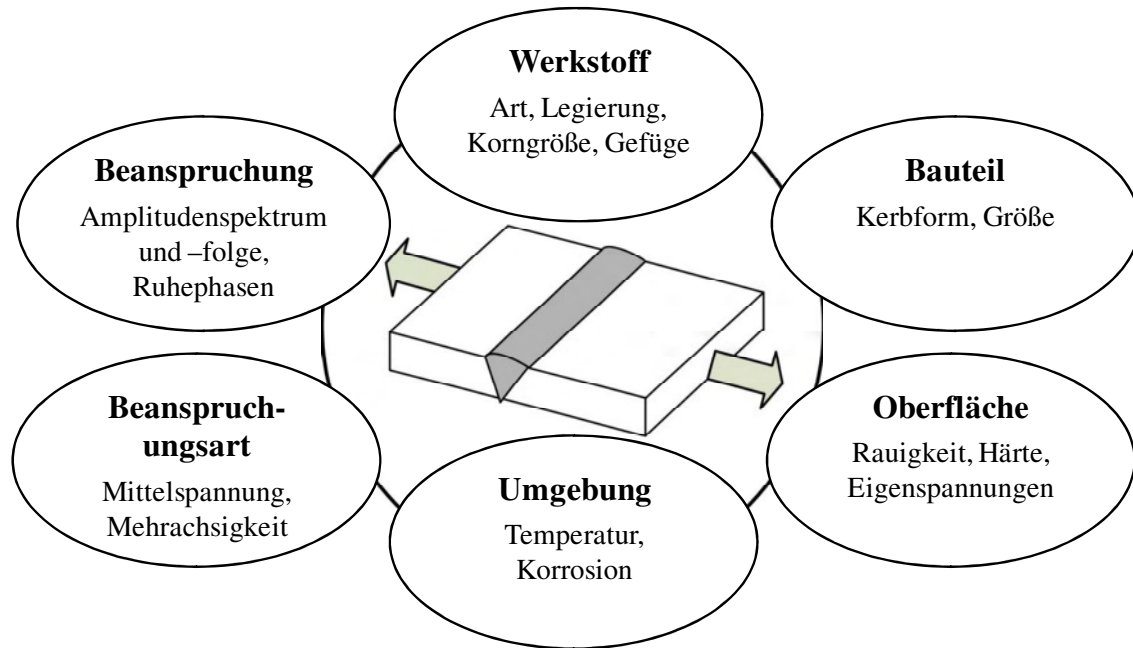 Werkstoff
Art, Legierung,
Korngröße, Gefüge
Beanspruchung
Amplitudenspektrum
und –folge,
Ruhephasen
Bauteil
Kerbform, Größe
Beanspruch-
ungsart
Mittelspannung,
Mehrachsigkeit
Umgebung
Temperatur,
Korrosion
Oberfläche
Rauigkeit, Härte,
Eigenspannungen